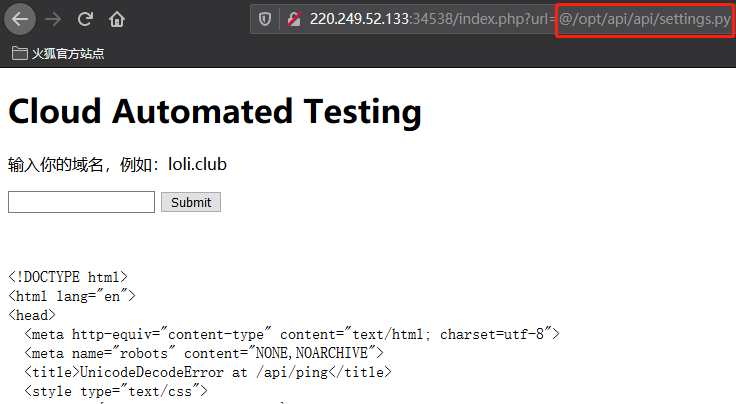 220.249.52.133:34538/index.php?url=@/opt/api/api/settings.py
火狐官方站点
Cloud Automated Testing
输入你的域名，例如：loli.club
Submit
<!DOCTYPE html>
<html lang="en">
<head>
<meta http-equiv="content-type" content="text/html; charset=utf-8">
<meta name="robots" content="NONE,NOARCHIVE">
<title>UnicodeDecodeError at /api/ping</title>
<style type="text/css">